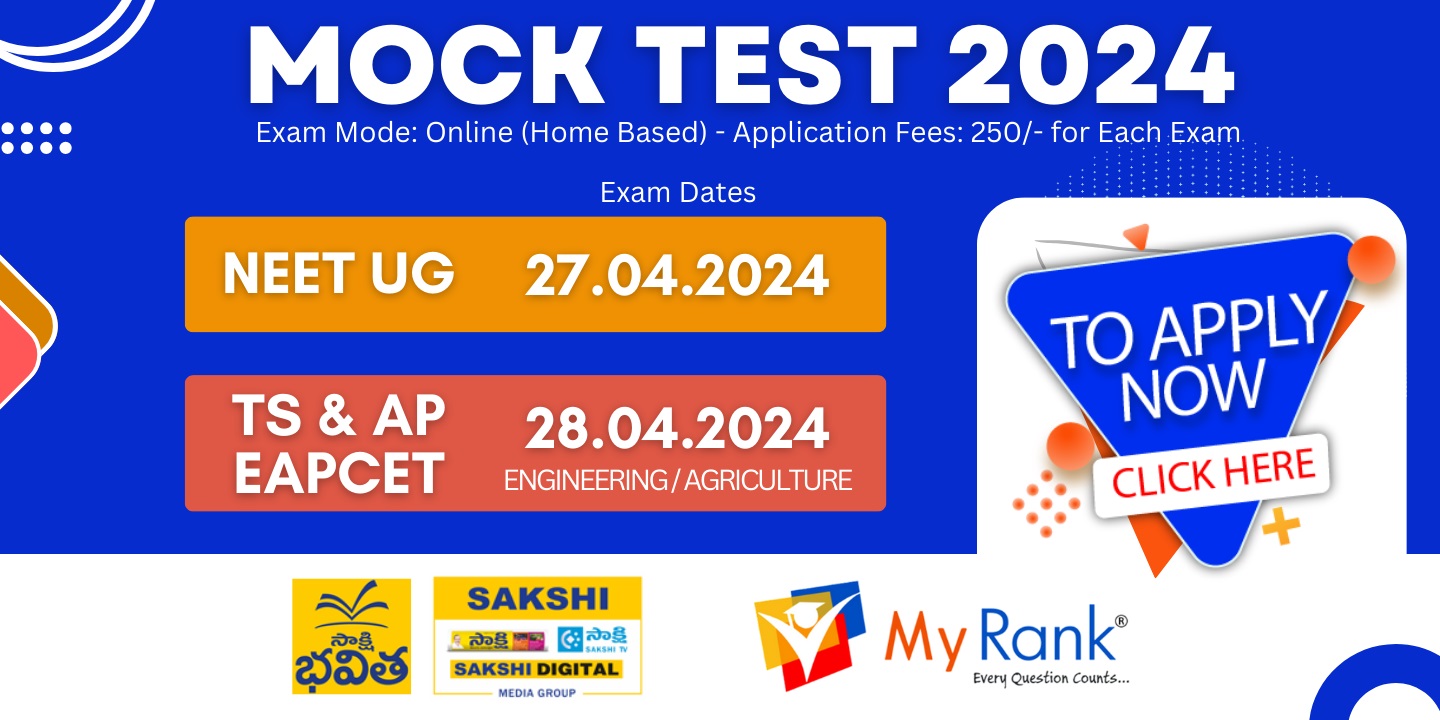 MOCK TEST 2024
Exam Mode: Online (Home Based) - Application Fees: 250/- for Each Exam
Exam Dates
NEET UG 27.04.2024
TS & AP
EAPCET
28.04.2024
ENGINEERING / AGRICULTURE
TO APPLY
NOW
CLICK HERE
సాక్షి
భవిత
SAKSHI
సాక్షి
సాక్షి
SAKSHI TV
SAKSHI DIGITAL
MEDIA GROUP
My Rank®
Every Question Counts...